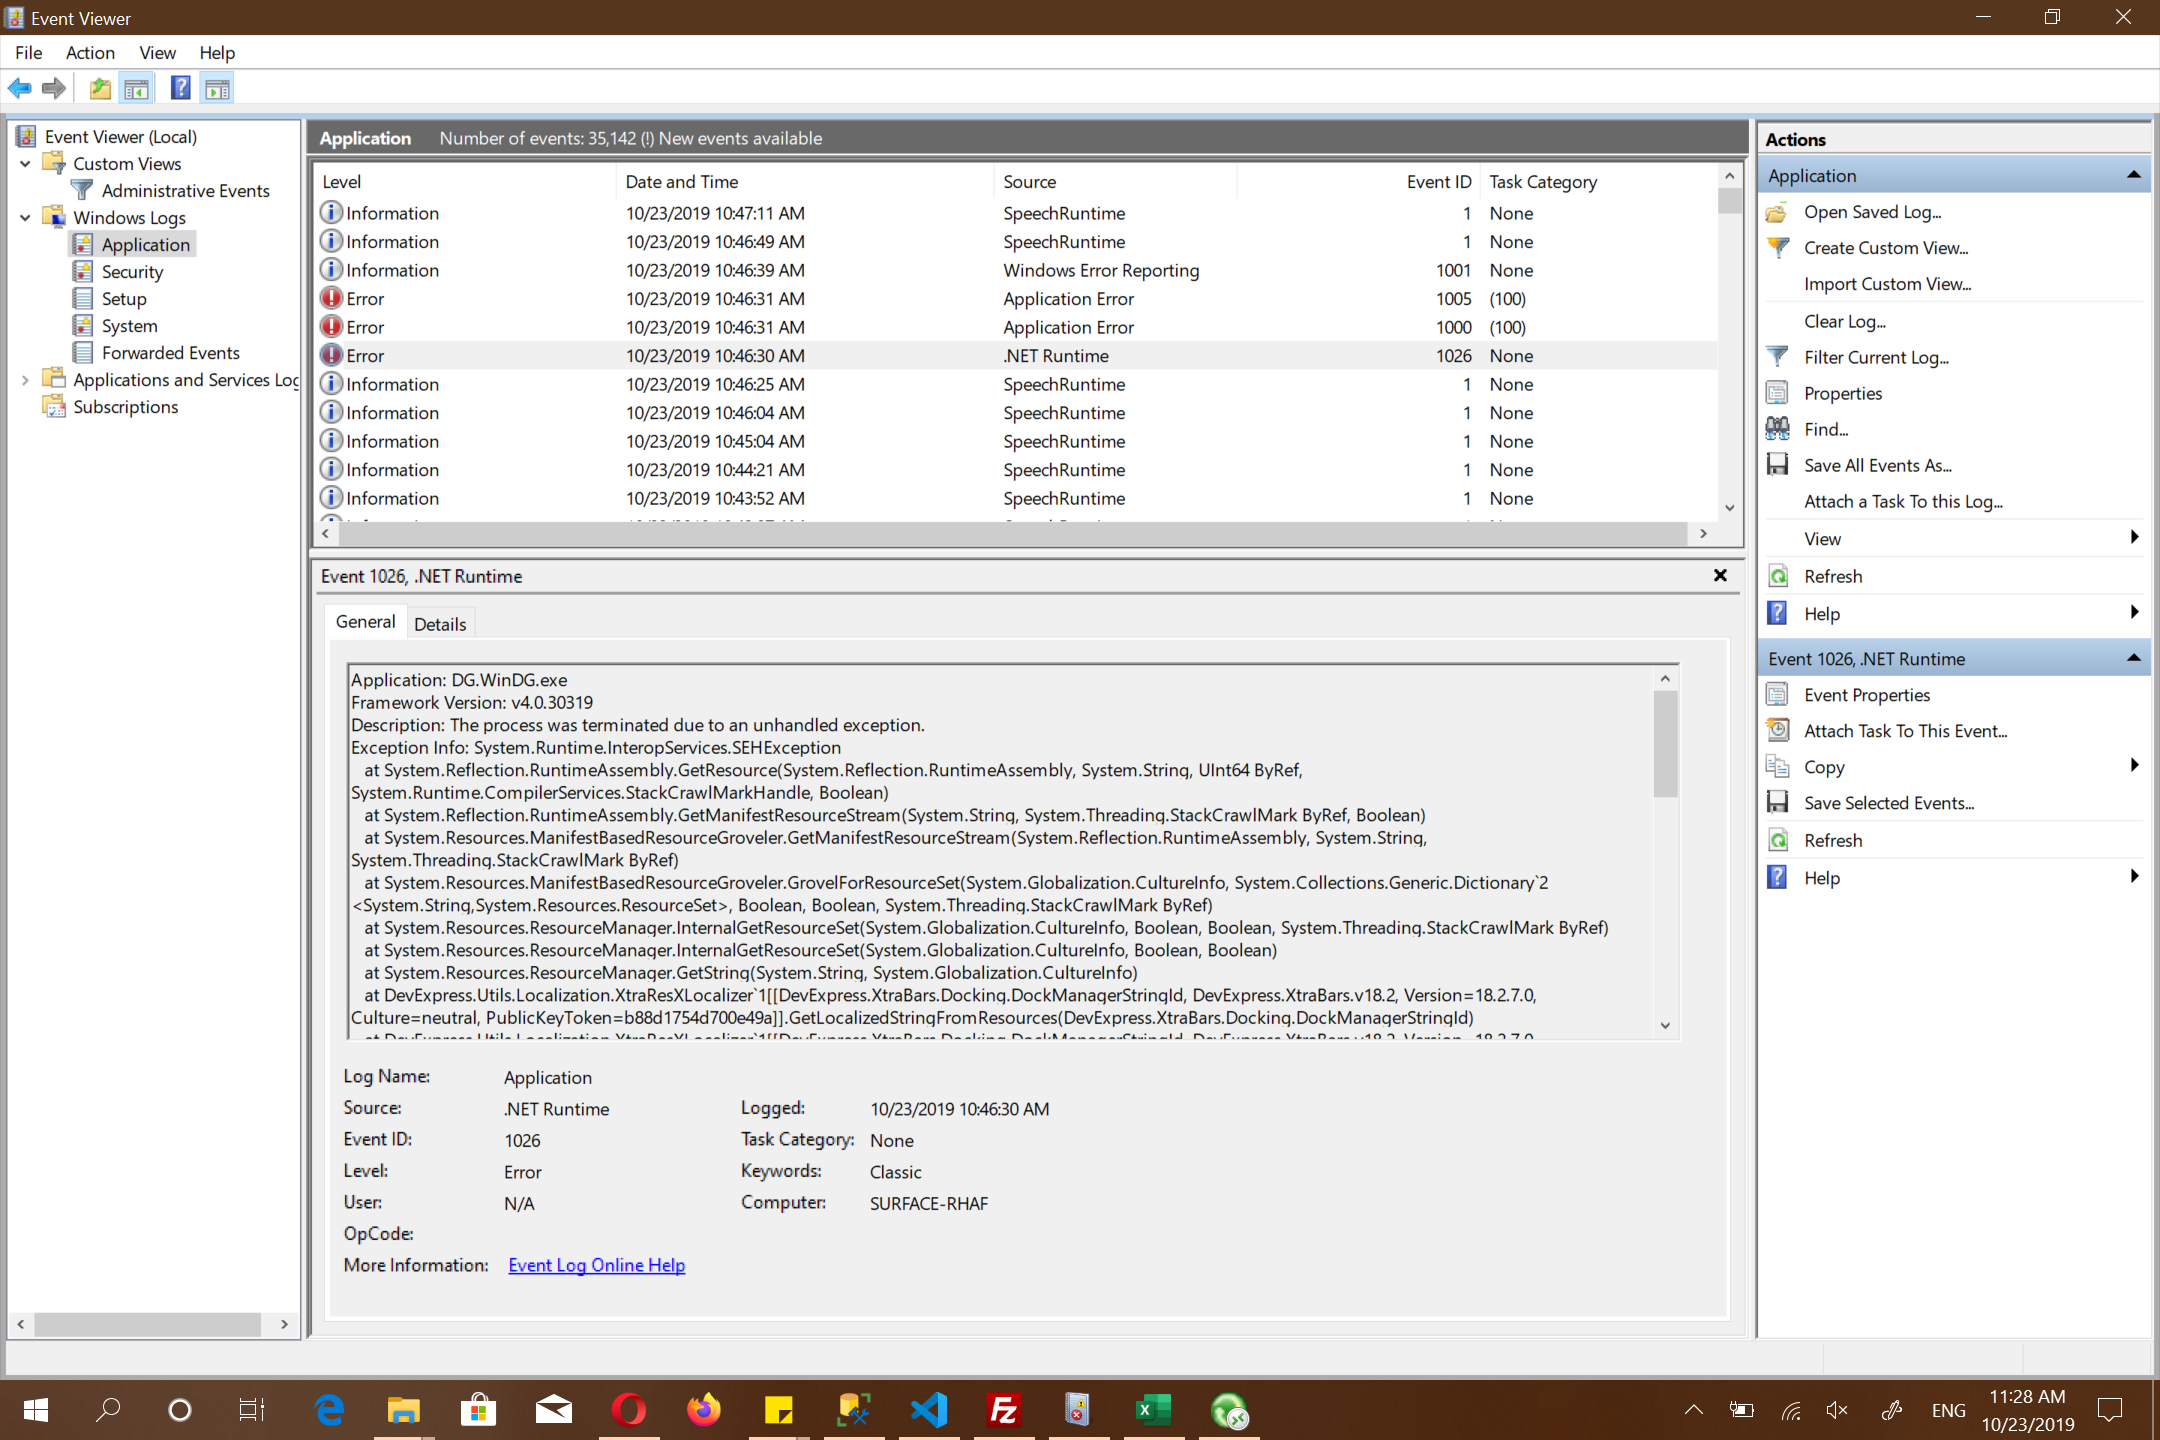 Event Viewer
File Action View Help
Event Viewer (Local)
Custom Views
Administrative Events
Windows Logs
Application
Security
Setup
System
Forwarded Events
Applications and Services Log
Subscriptions
Application Number of events: 35,142 (!) New events available
Level Date and Time Source Event ID Task Category
Information 10/23/2019 10:47:11 AM SpeechRuntime 1 None
Information 10/23/2019 10:46:49 AM SpeechRuntime 1 None
Information 10/23/2019 10:46:39 AM Windows Error Reporting 1001 None
Error 10/23/2019 10:46:31 AM Application Error 1005 (100)
Error 10/23/2019 10:46:31 AM Application Error 1000 (100)
Error 10/23/2019 10:46:30 AM .NET Runtime 1026 None
Information 10/23/2019 10:46:25 AM SpeechRuntime 1 None
Information 10/23/2019 10:46:04 AM SpeechRuntime 1 None
Information 10/23/2019 10:45:04 AM SpeechRuntime 1 None
Information 10/23/2019 10:44:21 AM SpeechRuntime 1 None
Information 10/23/2019 10:43:52 AM SpeechRuntime 1 None
Event 1026, .NET Runtime
General Details
Application: DG.WinDG.exe
Framework Version: v4.0.30319
Description: The process was terminated due to an unhandled exception.
Exception Info: System.Runtime.InteropServices.SEHException
at System.Reflection.RuntimeAssembly.GetResource(System.Reflection.RuntimeAssembly, System.String, UInt64 ByRef,
System.Runtime.CompilerServices.StackCrawlMarkHandle, Boolean)
at System.Reflection.RuntimeAssembly.GetManifestResourceStream(System.String, System.Threading.StackCrawlMark ByRef, Boolean)
at System.Resources.ManifestBasedResourceGroveler.GetManifestResourceStream(System.Reflection.RuntimeAssembly, System.String,
System.Threading.StackCrawlMark ByRef)
at System.Resources.ManifestBasedResourceGroveler.GrovelForResourceSet(System.Globalization.CultureInfo, System.Collections.Generic.Dictionary`2
<System.String,System.Resources.ResourceSet>, Boolean, Boolean, System.Threading.StackCrawlMark ByRef)
at System.Resources.ResourceManager.InternalGetResourceSet(System.Globalization.CultureInfo, Boolean, Boolean, System.Threading.StackCrawlMark ByRef)
at System.Resources.ResourceManager.InternalGetResourceSet(System.Globalization.CultureInfo, Boolean, Boolean)
at System.Resources.ResourceManager.GetString(System.String, System.Globalization.CultureInfo)
at DevExpress.Utils.Localization.XtraResXLocalizer`1[[DevExpress.XtraBars.Docking.DockManagerStringId, DevExpress.XtraBars.v18.2, Version=18.2.7.0,
Culture=neutral, PublicKeyToken=b88d1754d700e49a]].GetLocalizedStringFromResources(DevExpress.XtraBars.Docking.DockManagerStringId)
at DevExpress.Utils.Localization.XtraResXLocalizer`1[[DevExpress.XtraBars.Docking.DockManagerStringId, DevExpress.XtraBars.v18.2, Version=18.2.7.0,
Log Name: Application
Source: .NET Runtime Logged: 10/23/2019 10:46:30 AM
Event ID: 1026 Task Category: None
Level: Error Keywords: Classic
User: N/A Computer: SURFACE-RHAF
OpCode:
More Information: Event Log Online Help
Actions
Application
Open Saved Log...
Create Custom View...
Import Custom View...
Clear Log...
Filter Current Log...
Properties
Find...
Save All Events As...
Attach a Task To this Log...
View
Refresh
Help
Event 1026, .NET Runtime
Event Properties
Attach Task To This Event...
Copy
Save Selected Events...
Refresh
Help
ENG
11:28 AM
10/23/2019